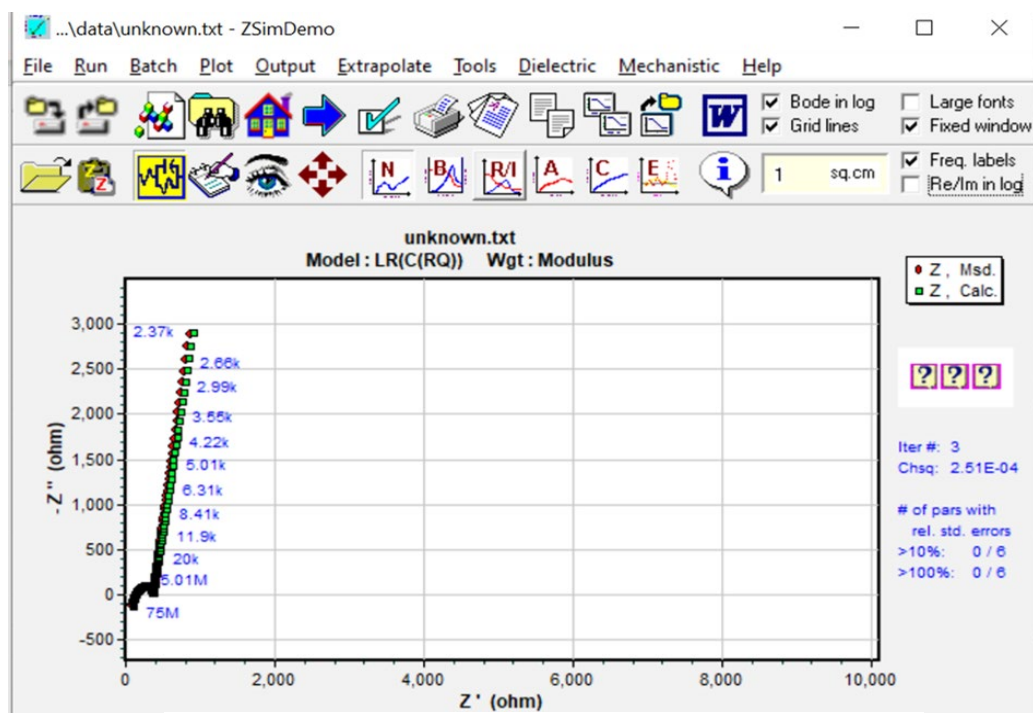 ...\data\unknown.txt - ZSimDemo
File Run Batch Plot Output Extrapolate Tools Dielectric Mechanistic Help
W Bode in log Large fonts
Grid lines Fixed window
Z N B R/I A C E i 1 sq.cm Freq. labels
Re/Im in log
unknown.txt
Model : LR(C(RQ)) Wgt : Modulus
Z , Msd.
Z , Calc.
3,000
2,500
2,000
1,500
1,000
500
0
-500
-Z'' (ohm)
2.37k
2.66k
2.99k
3.55k
4.22k
5.01k
6.31k
8.41k
11.9k
20k
5.01M
75M
? ? ?
Iter #: 3
Chsq: 2.51E-04
# of pars with
rel. std. errors
>10%: 0 / 6
>100%: 0 / 6
0 2,000 4,000 6,000 8,000 10,000
Z ' (ohm)